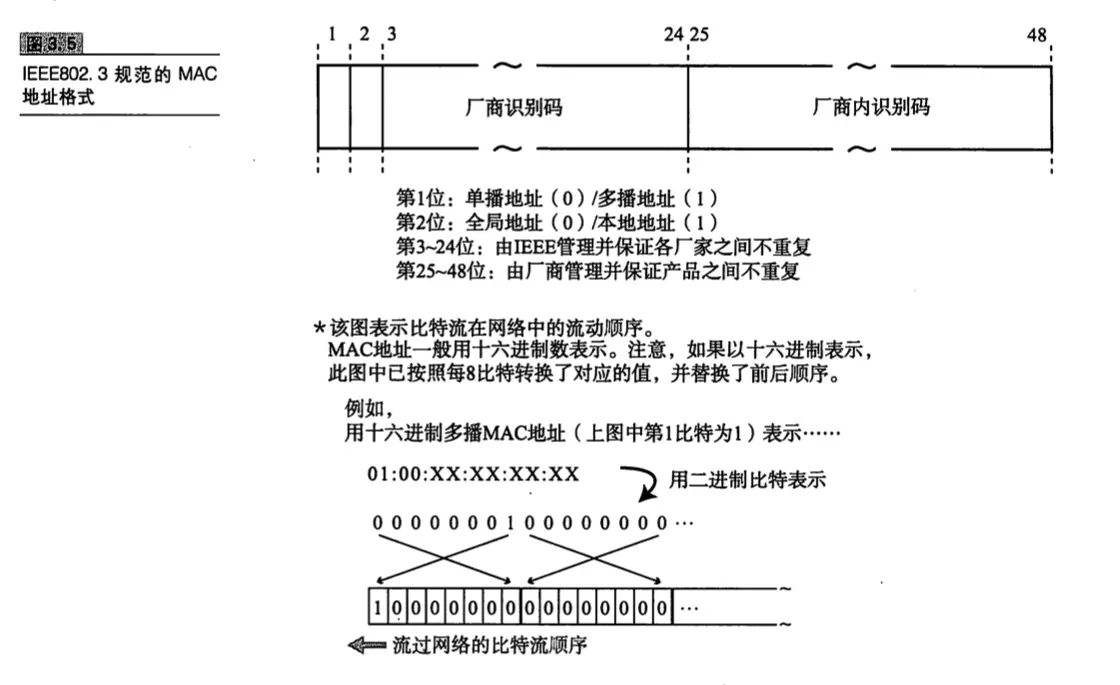 图3.5
IEEE802.3 规范的 MAC
地址格式
1 2 3 24 25 48
厂商识别码 厂商内识别码
第1位：单播地址（0）/多播地址（1）
第2位：全局地址（0）/本地地址（1）
第3~24位：由IEEE管理并保证各厂家之间不重复
第25~48位：由厂商管理并保证产品之间不重复
*该图表示比特流在网络中的流动顺序。
MAC地址一般用十六进制数表示。注意，如果以十六进制表示，
此图中已按照每8比特转换了对应的值，并替换了前后顺序。
例如，
用十六进制多播MAC地址（上图中第1比特为1）表示……
01:00:XX:XX:XX:XX 用二进制比特表示
0 0 0 0 0 0 0 1 0 0 0 0 0 0 0 0 …
1 0 0 0 0 0 0 0 0 0 0 0 0 0 0 0 …
流过网络的比特流顺序